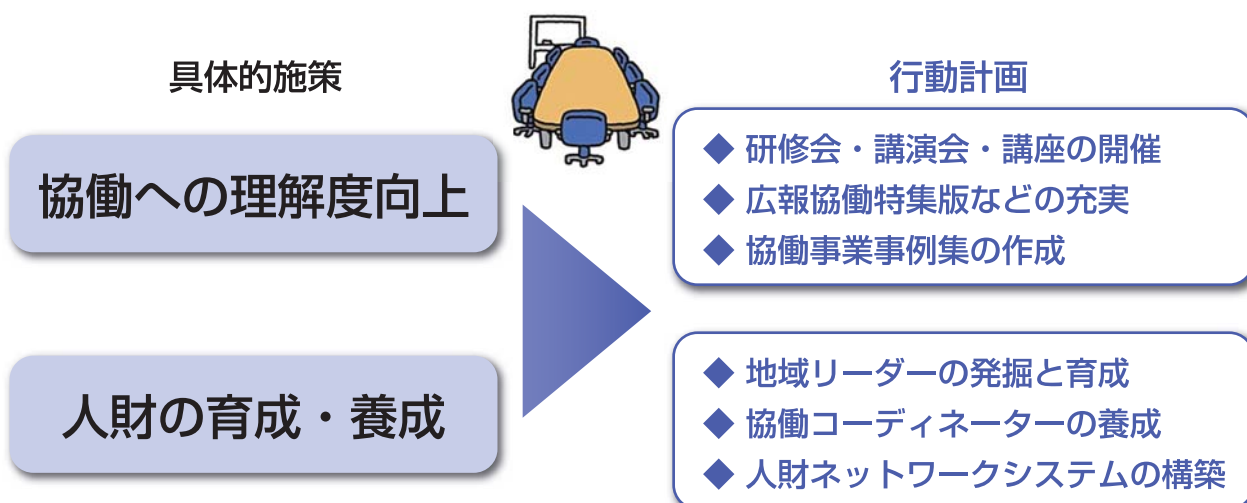 具体的施策
行動計画
協働への理解度向上
◆ 研修会・講演会・講座の開催
◆ 広報協働特集版などの充実
◆ 協働事業事例集の作成
人財の育成・養成
◆ 地域リーダーの発掘と育成
◆ 協働コーディネーターの養成
◆ 人財ネットワークシステムの構築